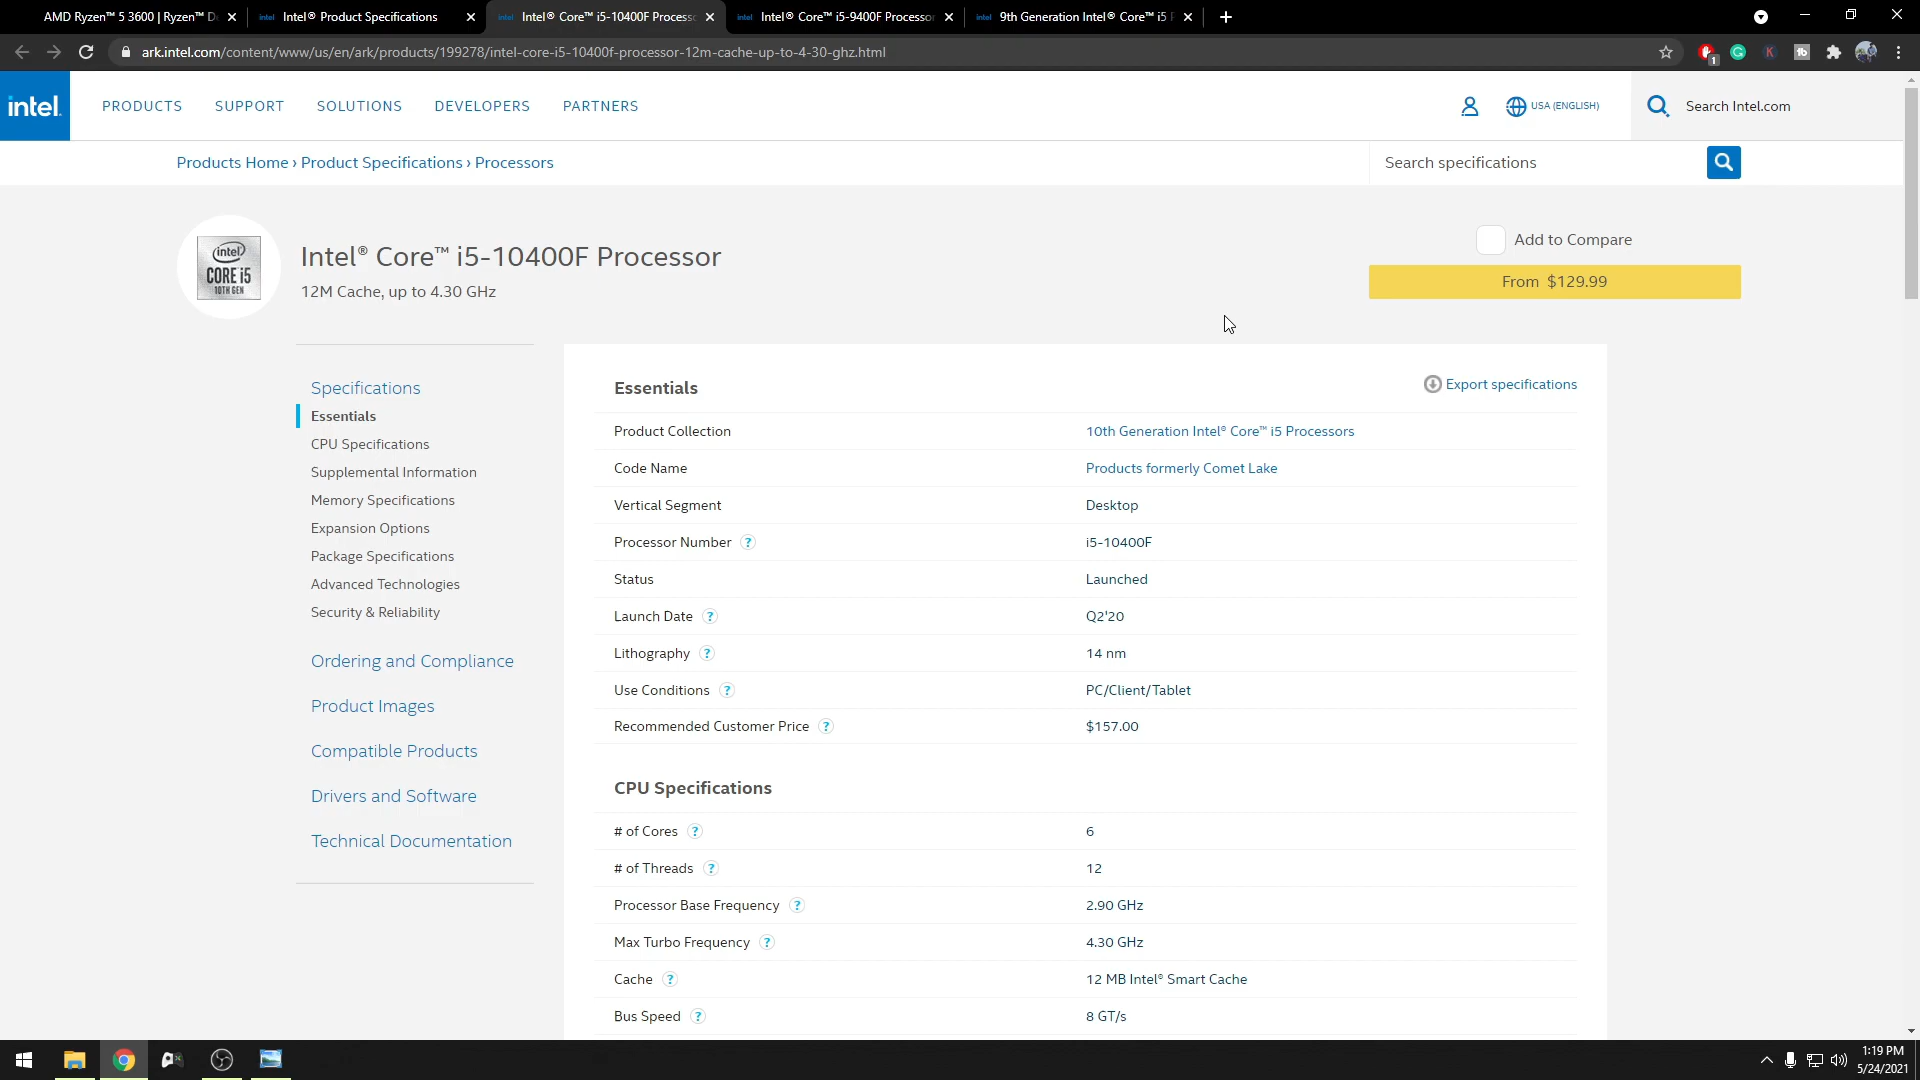 AMD Ryzen™ 5 3600 | Ryzen™ D
intel Intel® Product Specifications
intel Intel® Core™ i5-10400F Process
intel Intel® Core™ i5-9400F Processor
intel 9th Generation Intel® Core™ i5 P
ark.intel.com/content/www/us/en/ark/products/199278/intel-core-i5-10400f-processor-12m-cache-up-to-4-30-ghz.html
1
K
intel.
PRODUCTS SUPPORT SOLUTIONS DEVELOPERS PARTNERS
USA (ENGLISH)
Search Intel.com
Products Home › Product Specifications › Processors
Search specifications
intel
CORE i5
10TH GEN
Intel® Core™ i5-10400F Processor
12M Cache, up to 4.30 GHz
Add to Compare
From $129.99
Specifications
Essentials
CPU Specifications
Supplemental Information
Memory Specifications
Expansion Options
Package Specifications
Advanced Technologies
Security & Reliability
Ordering and Compliance
Product Images
Compatible Products
Drivers and Software
Technical Documentation
Essentials
Export specifications
Product Collection 10th Generation Intel® Core™ i5 Processors
Code Name Products formerly Comet Lake
Vertical Segment Desktop
Processor Number ? i5-10400F
Status Launched
Launch Date ? Q2'20
Lithography ? 14 nm
Use Conditions ? PC/Client/Tablet
Recommended Customer Price ? $157.00
CPU Specifications
# of Cores ? 6
# of Threads ? 12
Processor Base Frequency ? 2.90 GHz
Max Turbo Frequency ? 4.30 GHz
Cache ? 12 MB Intel® Smart Cache
Bus Speed ? 8 GT/s
1:19 PM
5/24/2021